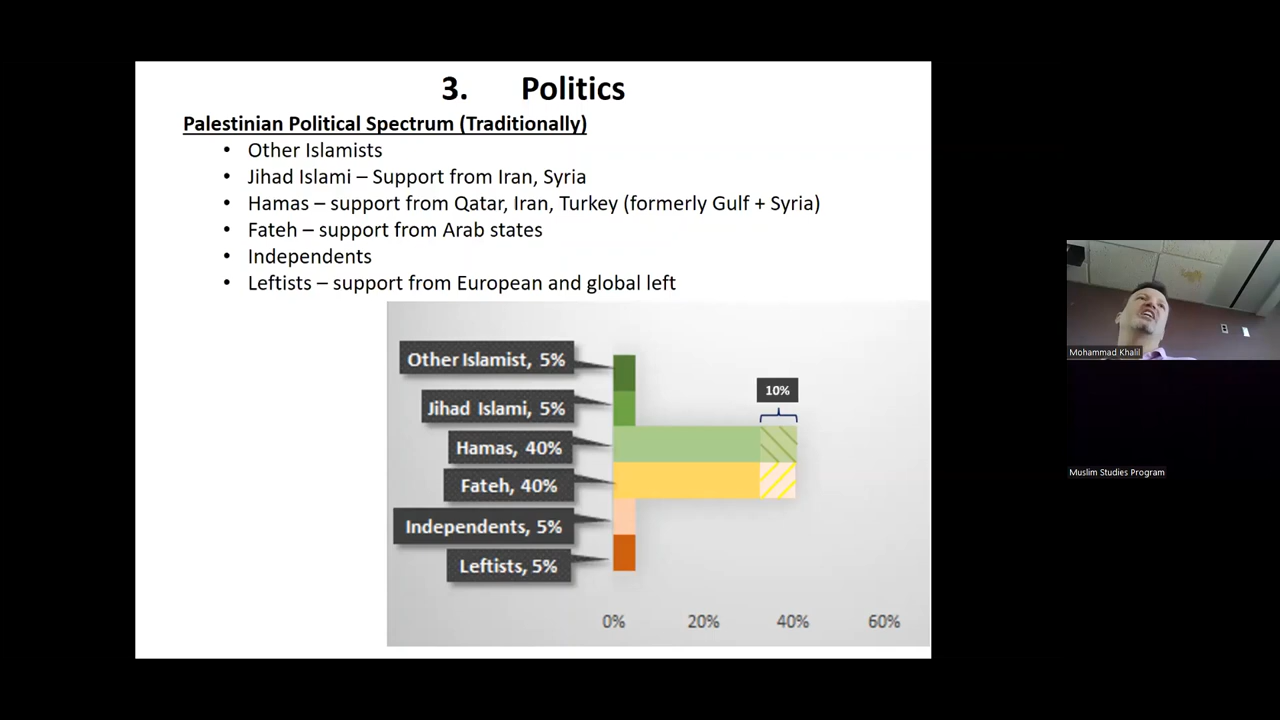 3. Politics
Palestinian Political Spectrum (Traditionally)
• Other Islamists
• Jihad Islami – Support from Iran, Syria
• Hamas – support from Qatar, Iran, Turkey (formerly Gulf + Syria)
• Fateh – support from Arab states
• Independents
• Leftists – support from European and global left
Other Islamist, 5%
Jihad Islami, 5%
Hamas, 40%
Fateh, 40%
Independents, 5%
Leftists, 5%
10%
0% 20% 40% 60%
Mohammad Khalil
Muslim Studies Program